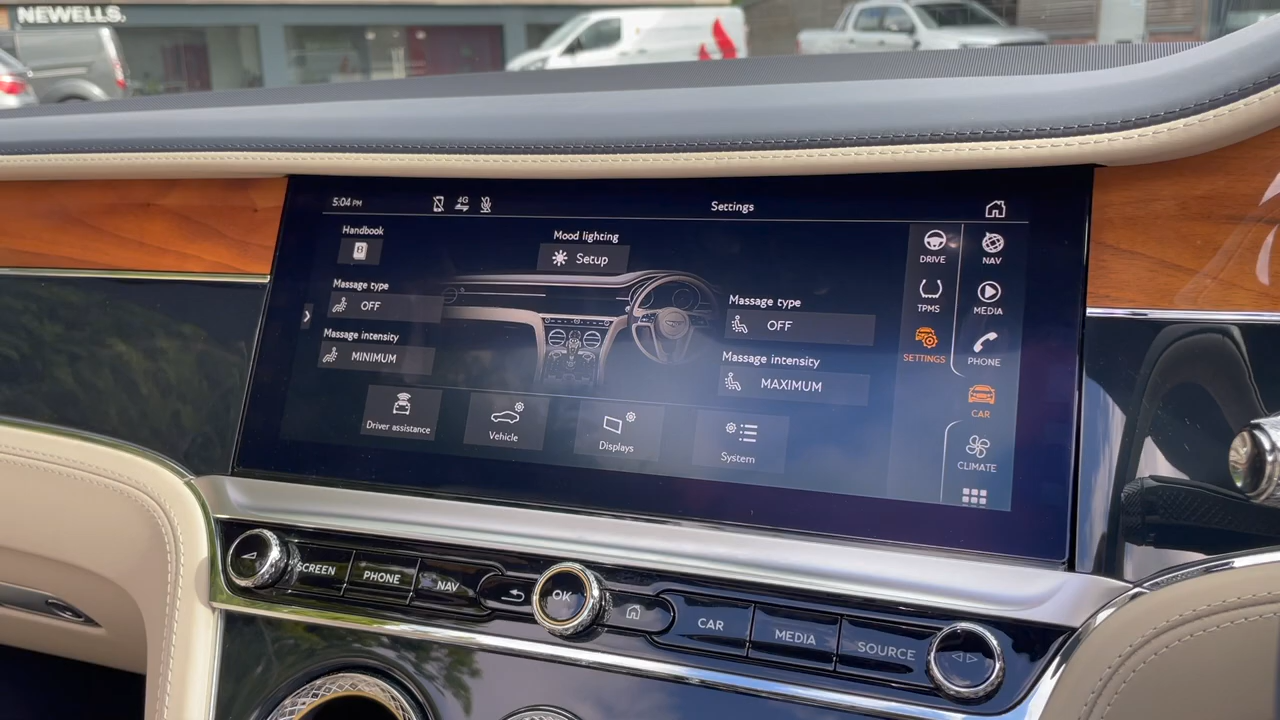 NEWELLS.
5:04 PM
4G
Settings
Handbook
B
Mood lighting
Setup
Massage type
OFF
Massage intensity
MINIMUM
Massage type
OFF
Massage intensity
MAXIMUM
Driver assistance
Vehicle
Displays
System
DRIVE
TPMS
SETTINGS
NAV
MEDIA
PHONE
CAR
CLIMATE
SCREEN
PHONE
NAV
OK
CAR
MEDIA
SOURCE